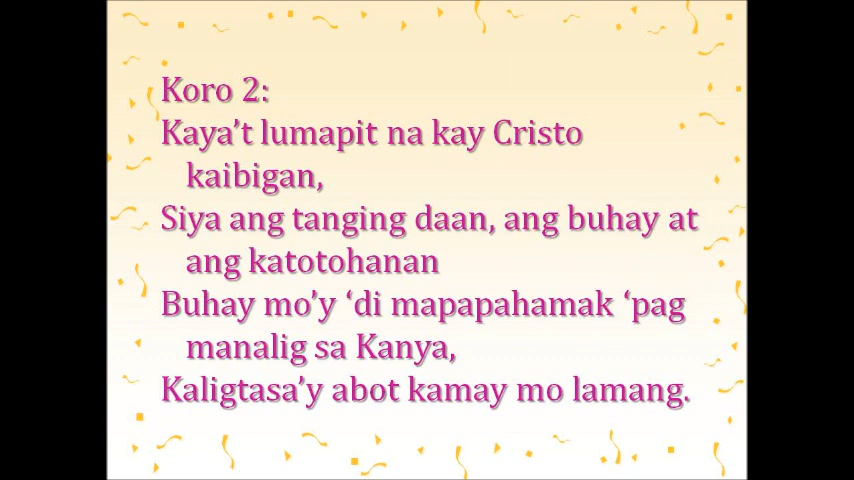 Koro 2:
Kaya’t lumapit na kay Cristo
kaibigan,
Siya ang tanging daan, ang buhay at
ang katotohanan
Buhay mo’y ‘di mapapahamak ‘pag
manalig sa Kanya,
Kaligtasa’y abot kamay mo lamang.